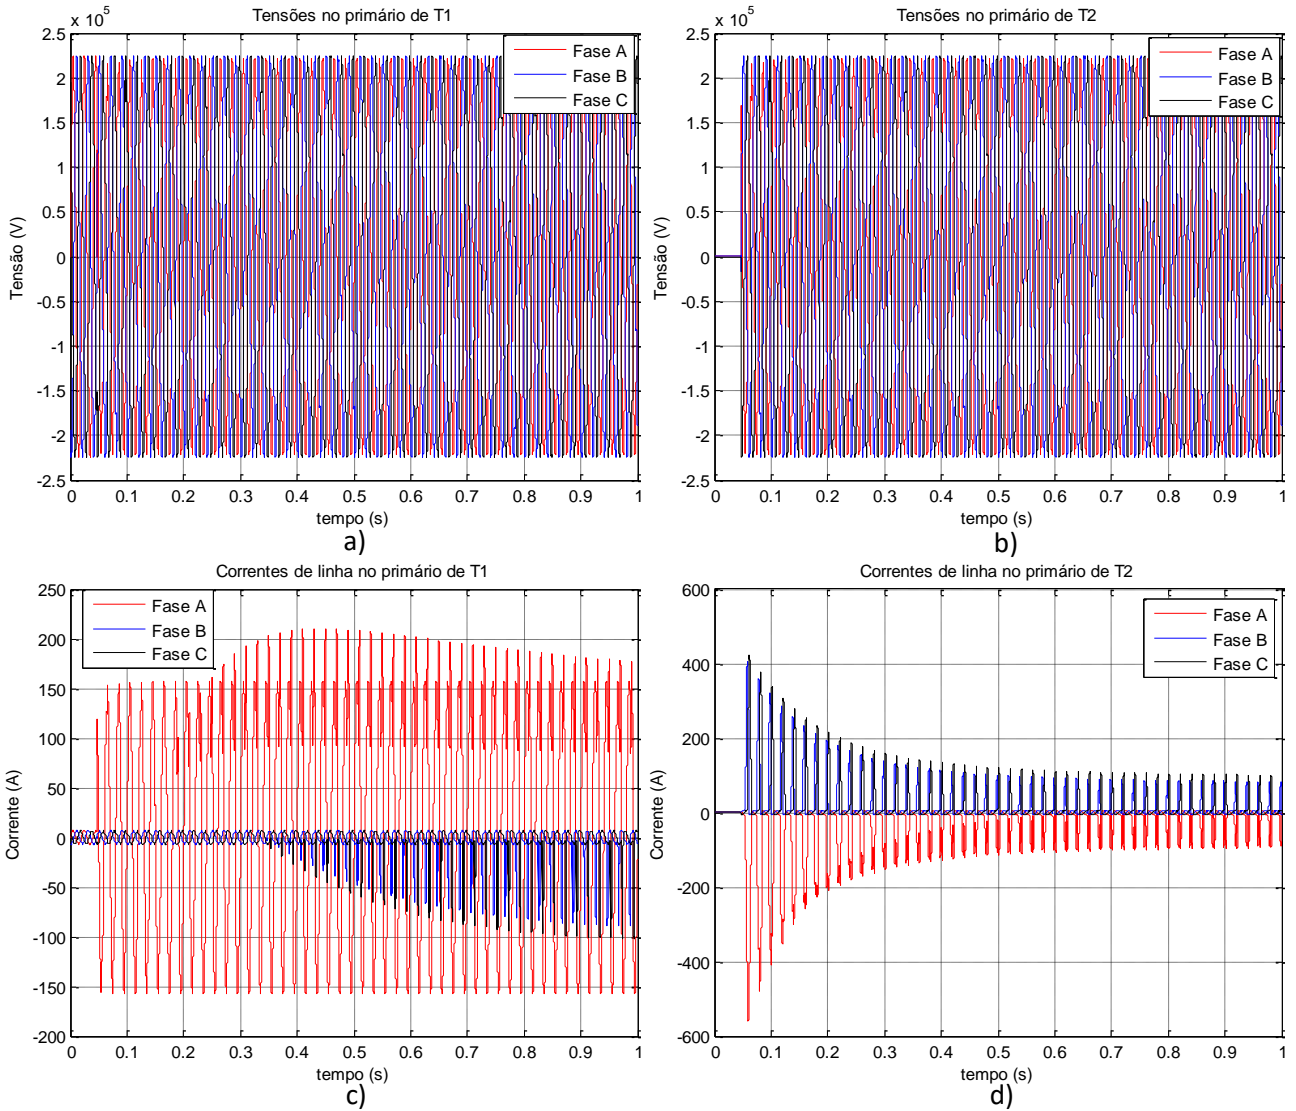 Tensões no primário de T1
x 10^5
Fase A
Fase B
Fase C
Tensão (V)
2.5
2
1.5
1
0.5
0
-0.5
-1
-1.5
-2
-2.5
0 0.1 0.2 0.3 0.4 0.5 0.6 0.7 0.8 0.9 1
tempo (s)
a)
Tensões no primário de T2
x 10^5
Fase A
Fase B
Fase C
Tensão (V)
2.5
2
1.5
1
0.5
0
-0.5
-1
-1.5
-2
-2.5
0 0.1 0.2 0.3 0.4 0.5 0.6 0.7 0.8 0.9 1
tempo (s)
b)
Correntes de linha no primário de T1
Fase A
Fase B
Fase C
Corrente (A)
250
200
150
100
50
0
-50
-100
-150
-200
0 0.1 0.2 0.3 0.4 0.5 0.6 0.7 0.8 0.9 1
tempo (s)
c)
Correntes de linha no primário de T2
Fase A
Fase B
Fase C
Corrente (A)
600
400
200
0
-200
-400
-600
0 0.1 0.2 0.3 0.4 0.5 0.6 0.7 0.8 0.9 1
tempo (s)
d)